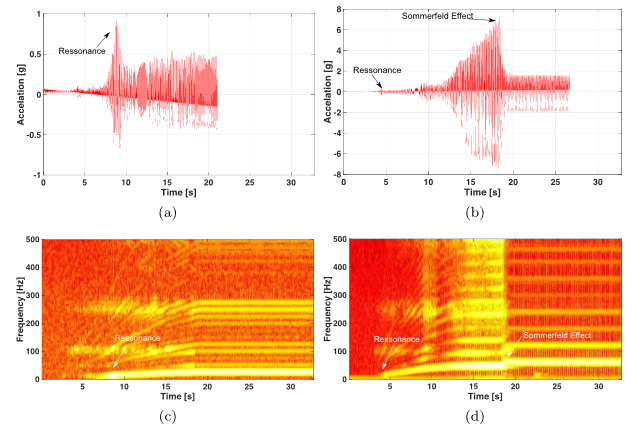 1
0.5
0
-0.5
-1
Accelation [g]
Ressonance
0
5
10
15
20
25
30
Time [s]
(a)
8
6
4
2
0
-2
-4
-6
-8
Accelation [g]
Sommerfeld Effect
Ressonance
0
5
10
15
20
25
30
Time [s]
(b)
500
400
300
200
100
0
Frequency [Hz]
Ressonance
5
10
15
20
25
30
Time [s]
(c)
500
400
300
200
100
0
Frequency [Hz]
Ressonance
Sommerfeld Effect
5
10
15
20
25
30
Time [s]
(d)